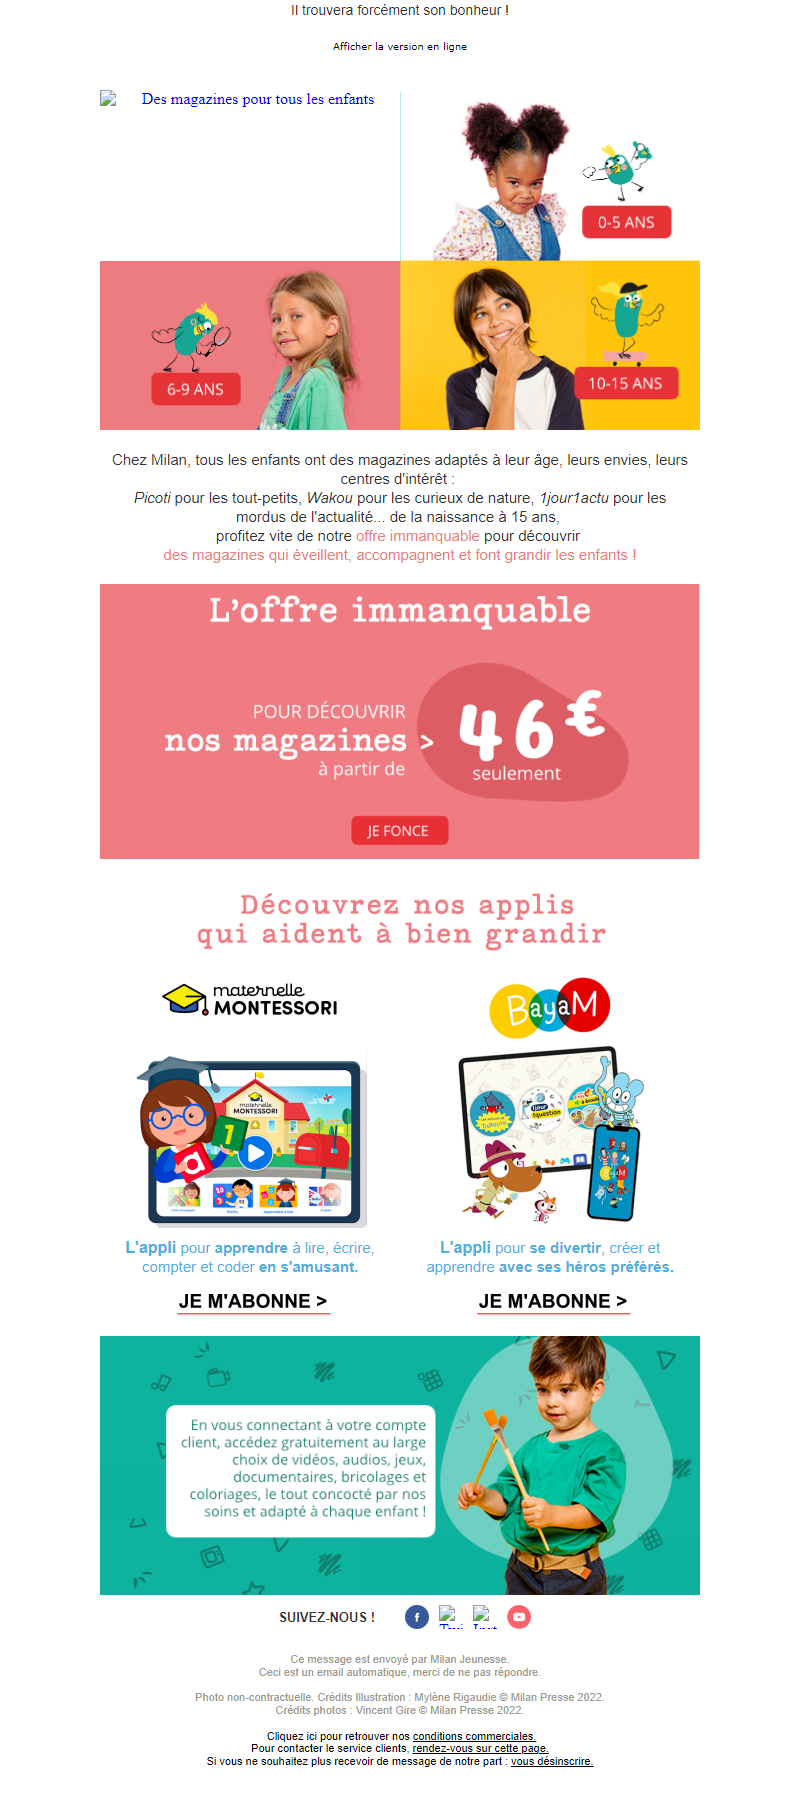 Il trouvera forcément son bonheur !
Afficher la version en ligne
Des magazines pour tous les enfants
0-5 ANS
6-9 ANS
10-15 ANS
Chez Milan, tous les enfants ont des magazines adaptés à leur âge, leurs envies, leurs
centres d'intérêt :
Picoti pour les tout-petits, Wakou pour les curieux de nature, 1jour1actu pour les
mordus de l'actualité... de la naissance à 15 ans,
profitez vite de notre offre immanquable pour découvrir
des magazines qui éveillent, accompagnent et font grandir les enfants !
L'offre immanquable
POUR DÉCOUVRIR
nos magazines >
à partir de
46€
seulement
JE FONCE
Découvrez nos applis
qui aident à bien grandir
maternelle
MONTESSORI
BayaM
maternelle
MONTESSORI
1
a
1jour
1question
BAYAM
L'appli pour apprendre à lire, écrire,
compter et coder en s'amusant.
L'appli pour se divertir, créer et
apprendre avec ses héros préférés.
JE M'ABONNE >
JE M'ABONNE >
En vous connectant à votre compte
client, accédez gratuitement au large
choix de vidéos, audios, jeux,
documentaires, bricolages et
coloriages, le tout concocté par nos
soins et adapté à chaque enfant !
SUIVEZ-NOUS !
Ce message est envoyé par Milan Jeunesse.
Ceci est un email automatique, merci de ne pas répondre.
Photo non-contractuelle. Crédits Illustration : Mylène Rigaudie © Milan Presse 2022.
Crédits photos : Vincent Gire © Milan Presse 2022.
Cliquez ici pour retrouver nos conditions commerciales.
Pour contacter le service clients, rendez-vous sur cette page.
Si vous ne souhaitez plus recevoir de message de notre part : vous désinscrire.